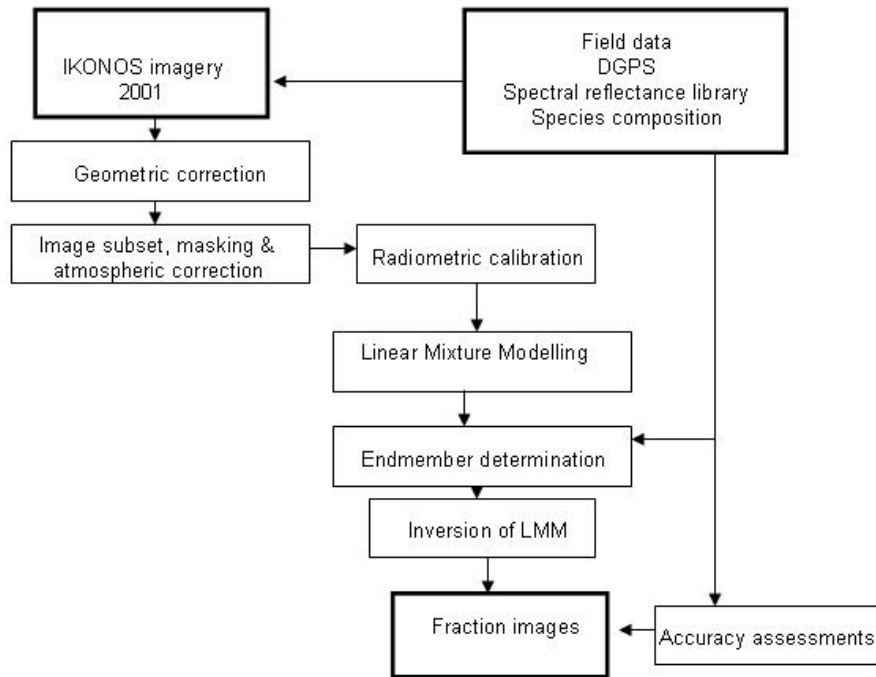 IKONOS imagery
2001
Field data
DGPS
Spectral reflectance library
Species composition
Geometric correction
Image subset, masking &
atmospheric correction
Radiometric calibration
Linear Mixture Modelling
Endmember determination
Inversion of LMM
Fraction images
Accuracy assessments